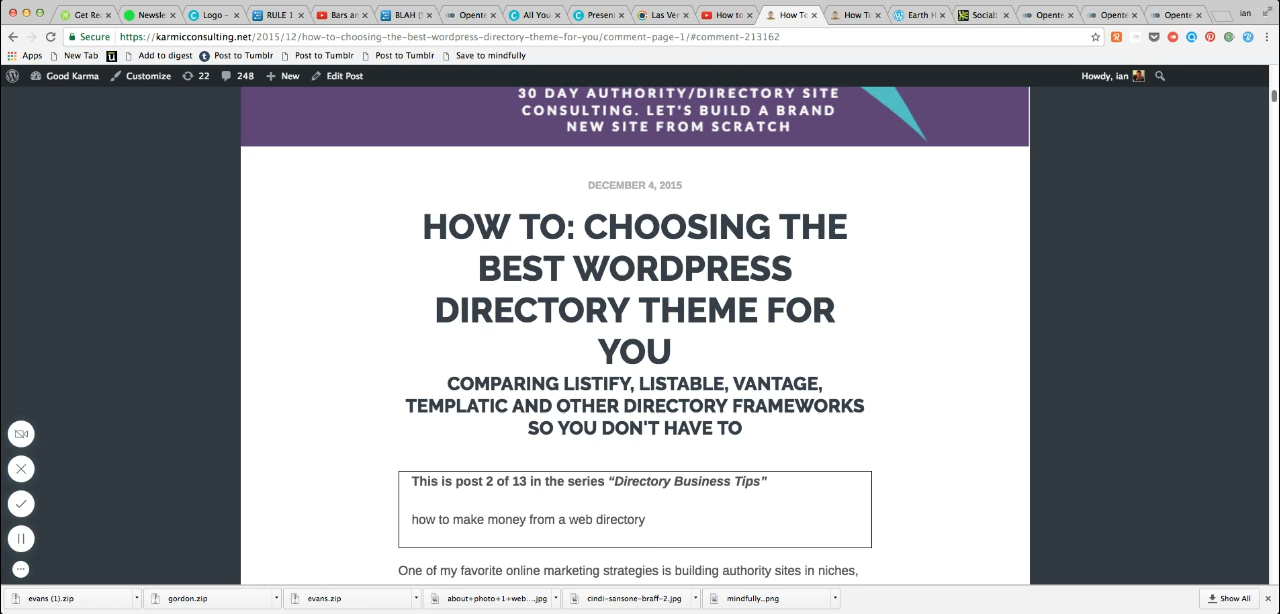 Get Re
Newsle
Logo -
RULE 1
Bars an
BLAH [
Opente
All You
Present
Las Ve
How to
How To
How To
Earth H
Social:
Opente
Opente
Opente
ian
Secure https://karmicconsulting.net/2015/12/how-to-choosing-the-best-wordpress-directory-theme-for-you/comment-page-1/#comment-213162
Apps New Tab Add to digest Post to Tumblr Post to Tumblr Post to Tumblr Save to mindfully
Good Karma Customize 22 248 New Edit Post Howdy, ian
30 DAY AUTHORITY/DIRECTORY SITE
CONSULTING. LET'S BUILD A BRAND
NEW SITE FROM SCRATCH
DECEMBER 4, 2015
HOW TO: CHOOSING THE
BEST WORDPRESS
DIRECTORY THEME FOR
YOU
COMPARING LISTIFY, LISTABLE, VANTAGE,
TEMPLATIC AND OTHER DIRECTORY FRAMEWORKS
SO YOU DON'T HAVE TO
This is post 2 of 13 in the series “Directory Business Tips”
how to make money from a web directory
One of my favorite online marketing strategies is building authority sites in niches,
evans (1).zip gordon.zip evans.zip about+photo+1+web....jpg cindi-sansone-braff-2.jpg mindfully..png Show All